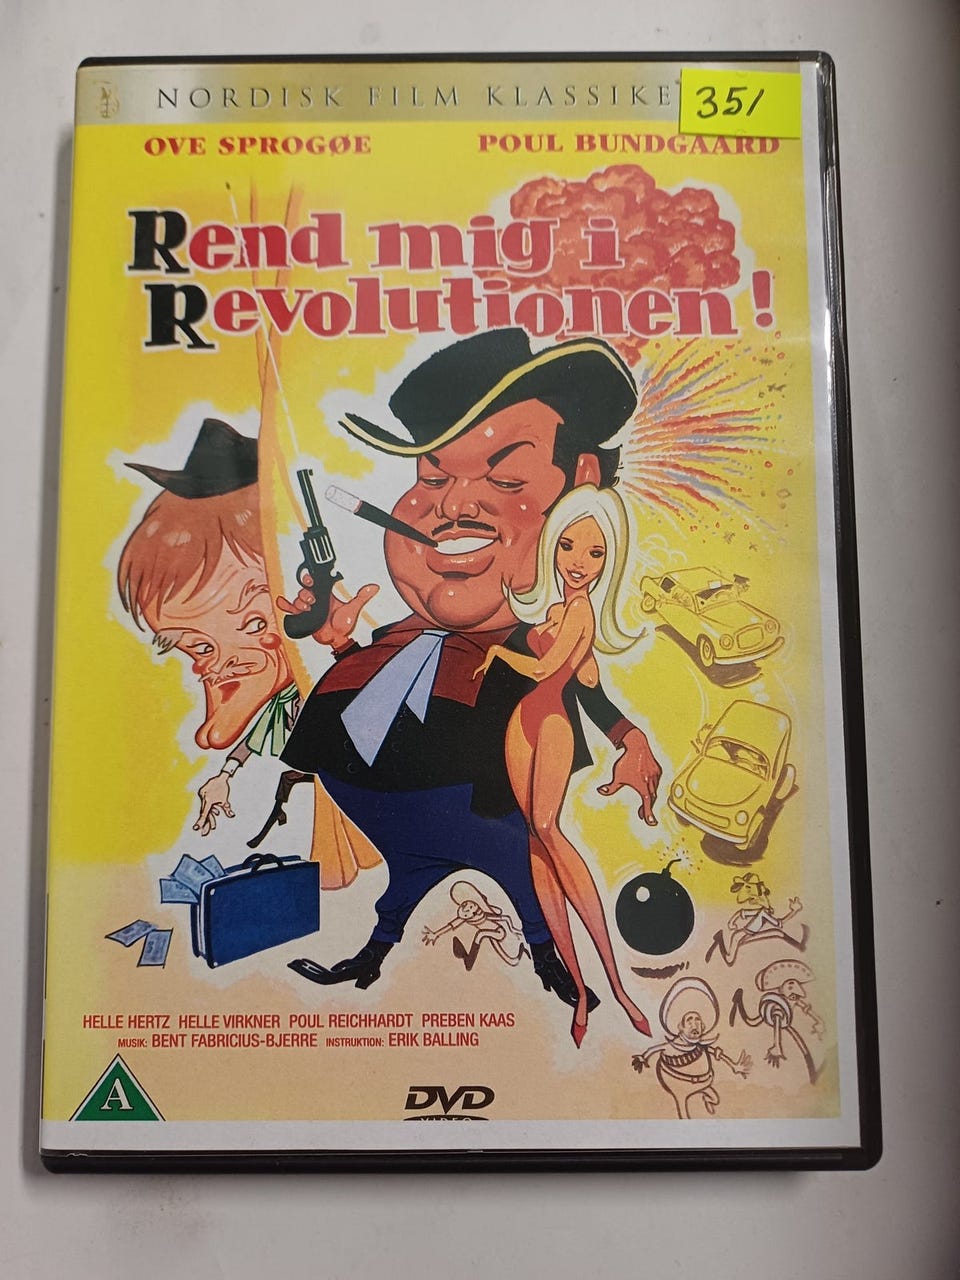 NORDISK FILM KLASSIKE
351
OVE SPROGØE POUL BUNDGAARD
Rend mig i
Revolutionen!
HELLE HERTZ HELLE VIRKNER POUL REICHHARDT PREBEN KAAS
MUSIK: BENT FABRICIUS-BJERRE INSTRUKTION: ERIK BALLING
A
DVD
VIDEO